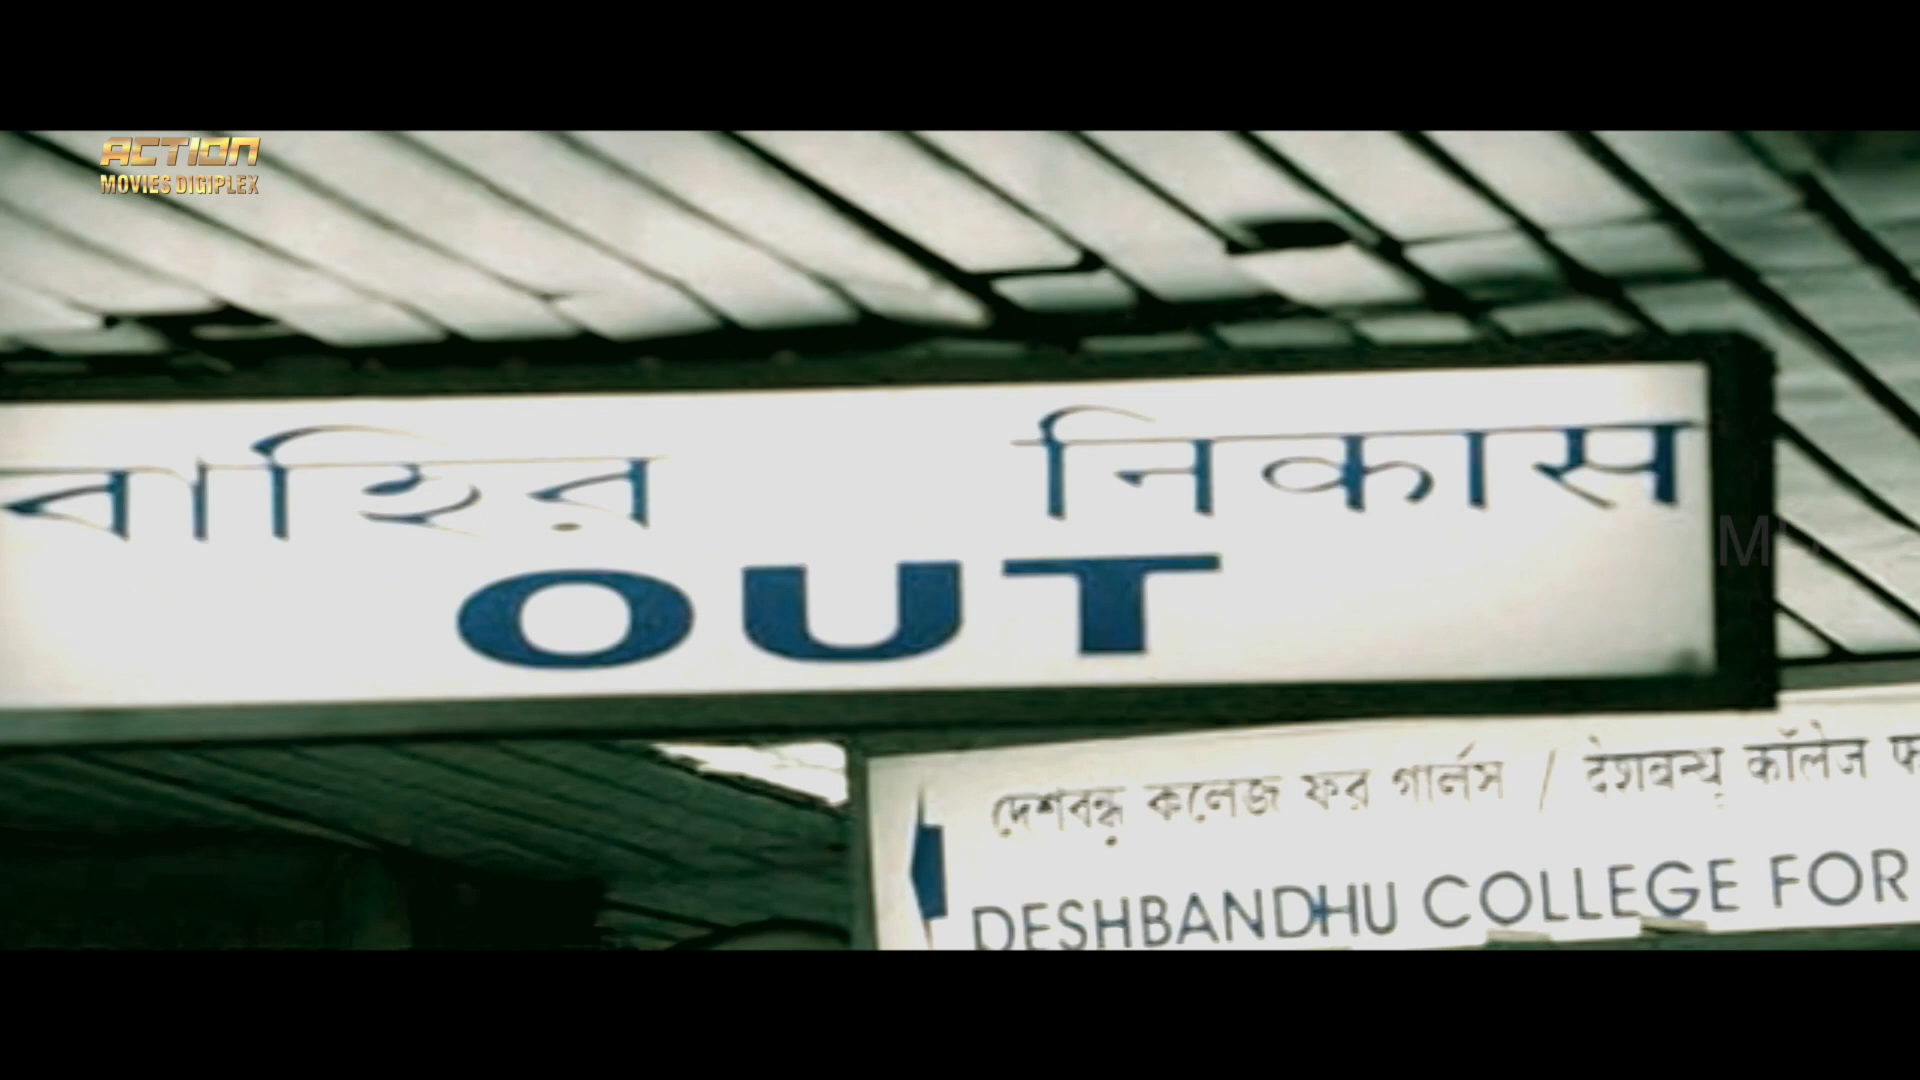 ACTION
MOVIES DIGIPLEX
বাহির निकास
OUT
দেশবন্ধু কলেজ ফর গার্লস / देशबन्धु कॉलेज
DESHBANDHU COLLEGE FOR